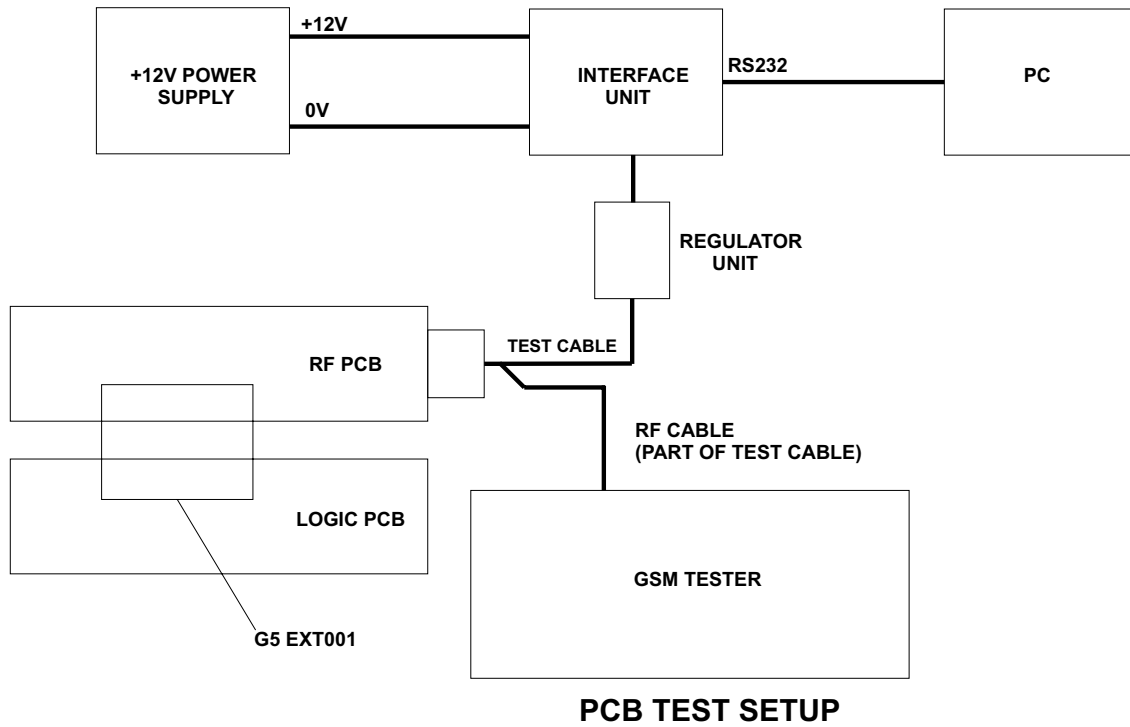 +12V
+12V POWER
SUPPLY
0V
INTERFACE
UNIT
RS232
PC
REGULATOR
UNIT
TEST CABLE
RF PCB
RF CABLE
(PART OF TEST CABLE)
LOGIC PCB
GSM TESTER
G5 EXT001
PCB TEST SETUP